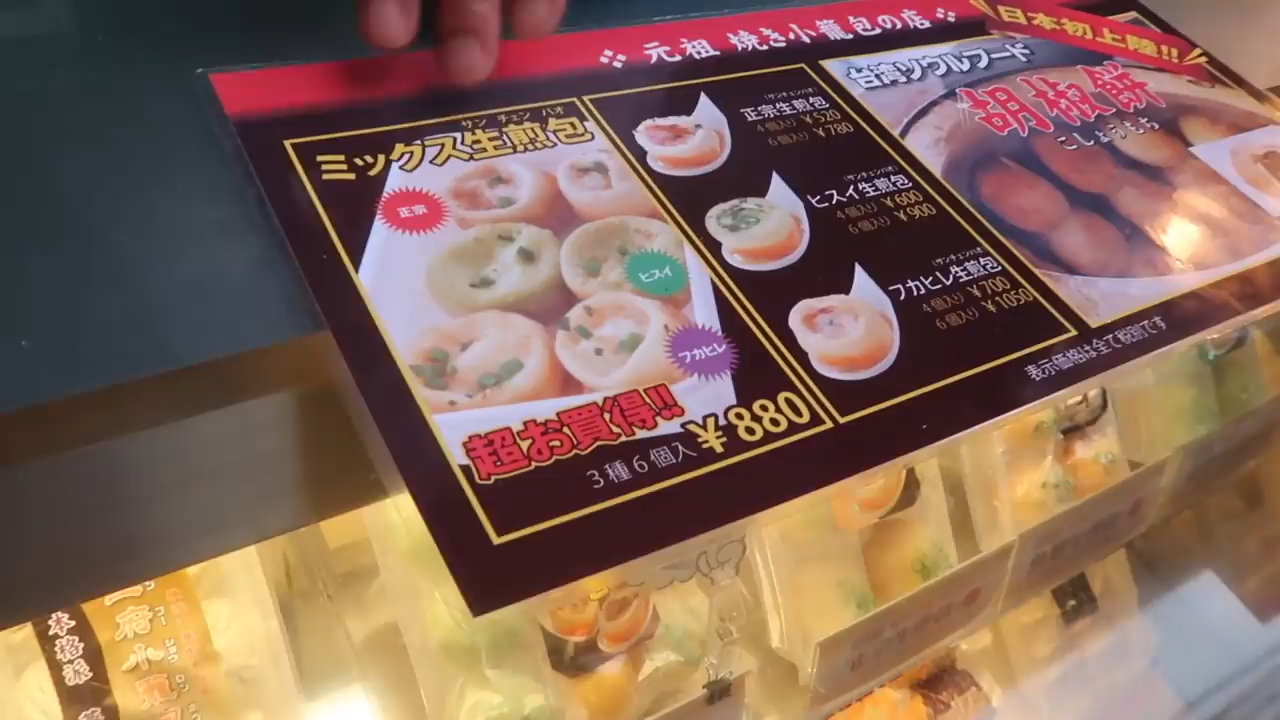 元祖 焼き小籠包の店
日本初上陸!!
サン チェン パオ
ミックス生煎包
正宗
ヒスイ
フカヒレ
超お買得!!
3種6個入 ¥880
(サンチェンパオ)
正宗生煎包
4個入り ¥520
6個入り ¥780
(サンチェンパオ)
ヒスイ生煎包
4個入り ¥600
6個入り ¥900
(サンチェンパオ)
フカヒレ生煎包
4個入り ¥700
6個入り ¥1050
台湾ソウルフード
胡椒餅
こしょうもち
表示価格は全て税別です
本格派